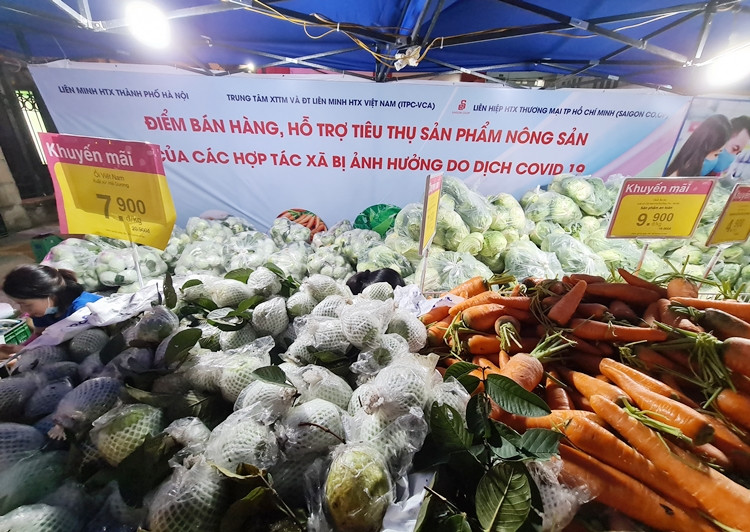 LIÊN MINH HTX THÀNH PHỐ HÀ NỘI
TRUNG TÂM XTTM VÀ ĐT LIÊN MINH HTX VIỆT NAM (ITPC-VCA)
LIÊN HIỆP HTX THƯƠNG MẠI TP HỒ CHÍ MINH (SAIGON CO.OP)
ĐIỂM BÁN HÀNG, HỖ TRỢ TIÊU THỤ SẢN PHẨM NÔNG SẢN
CỦA CÁC HỢP TÁC XÃ BỊ ẢNH HƯỞNG DO DỊCH COVID 19
Khuyến mãi
Ổi Việt Nam
7.900
Khuyến mãi
9.900